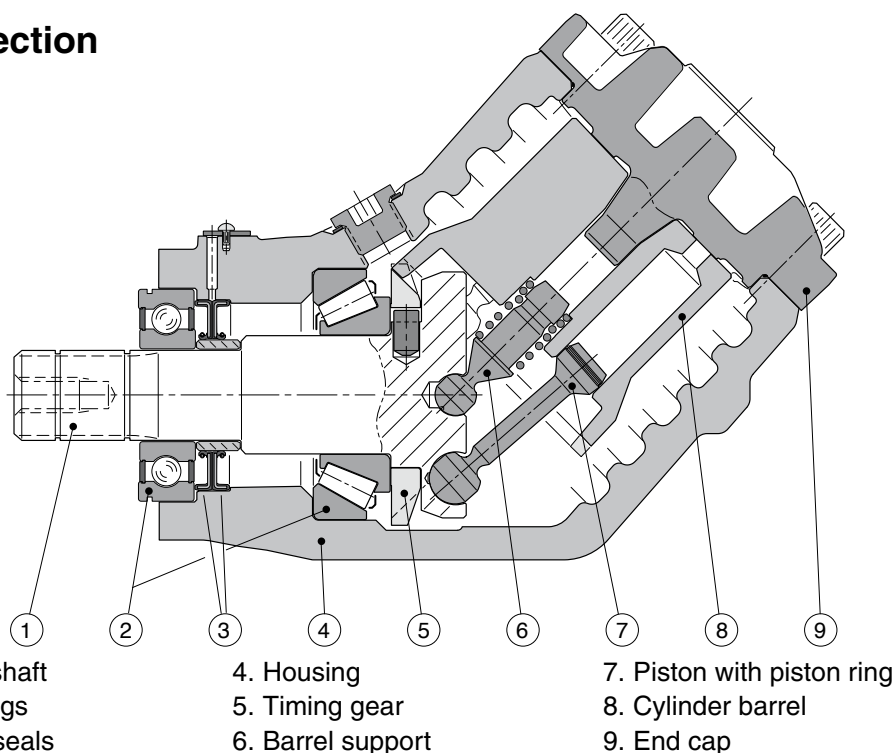 ection
1 2 3 4 5 6 7 8 9
shaft
gs
seals
4. Housing
5. Timing gear
6. Barrel support
7. Piston with piston ring
8. Cylinder barrel
9. End cap